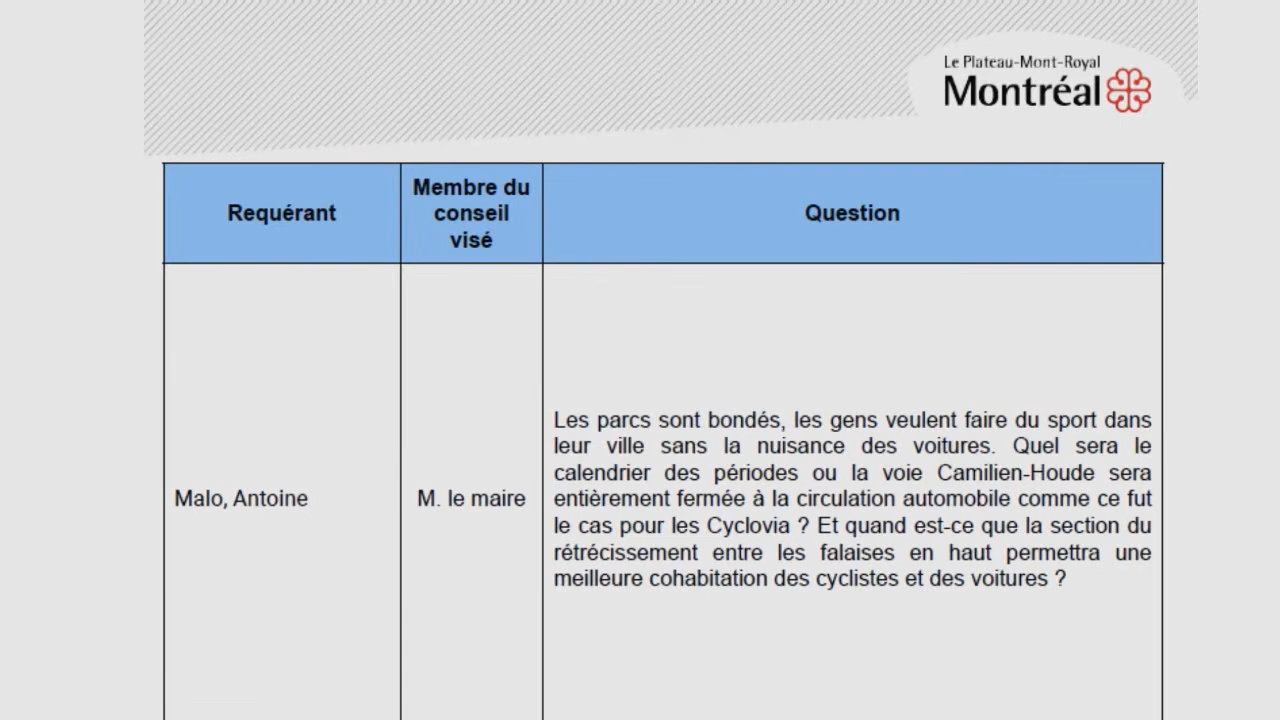 Le Plateau-Mont-Royal
Montréal
Requérant
Membre du
conseil
visé
Question
Malo, Antoine
M. le maire
Les parcs sont bondés, les gens veulent faire du sport dans
leur ville sans la nuisance des voitures. Quel sera le
calendrier des périodes ou la voie Camilien-Houde sera
entièrement fermée à la circulation automobile comme ce fut
le cas pour les Cyclovia ? Et quand est-ce que la section du
rétrécissement entre les falaises en haut permettra une
meilleure cohabitation des cyclistes et des voitures ?